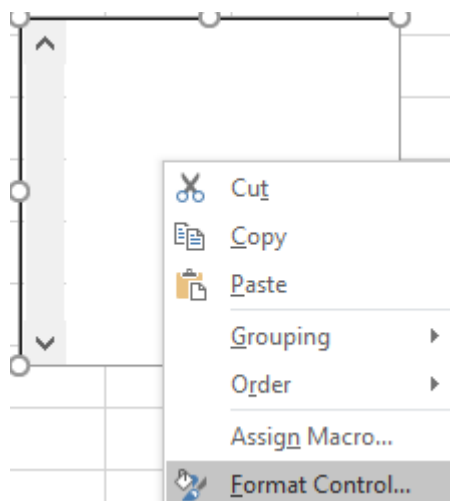 Cut
Copy
Paste
Grouping
Order
Assign Macro...
Format Control...